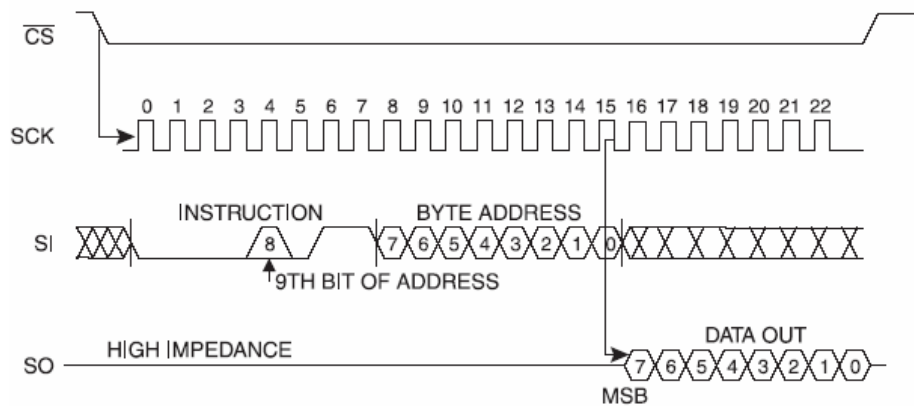 CS
0 1 2 3 4 5 6 7 8 9 10 11 12 13 14 15 16 17 18 19 20 21 22
SCK
INSTRUCTION BYTE ADDRESS
SI 8 7 6 5 4 3 2 1 0
9TH BIT OF ADDRESS
HIGH IMPEDANCE DATA OUT
SO 7 6 5 4 3 2 1 0
MSB